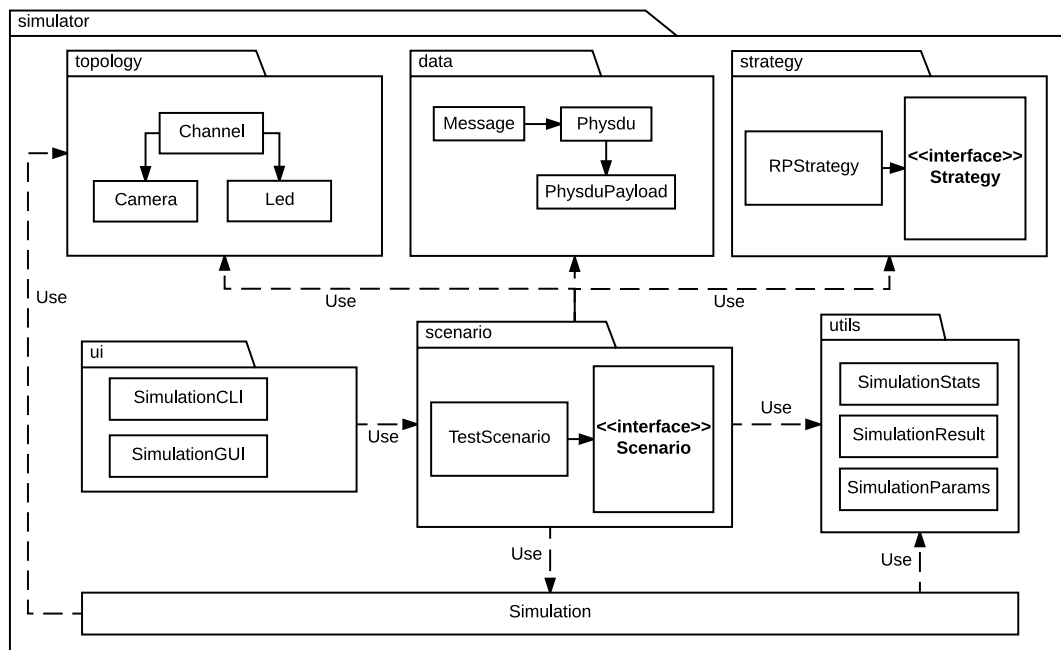 simulator
topology
data
strategy
Channel
Camera
Led
Message
Physdu
PhysduPayload
RPStrategy
<<interface>>
Strategy
Use
Use
Use
ui
SimulationCLI
SimulationGUI
Use
scenario
TestScenario
<<interface>>
Scenario
Use
utils
SimulationStats
SimulationResult
SimulationParams
Use
Use
Simulation